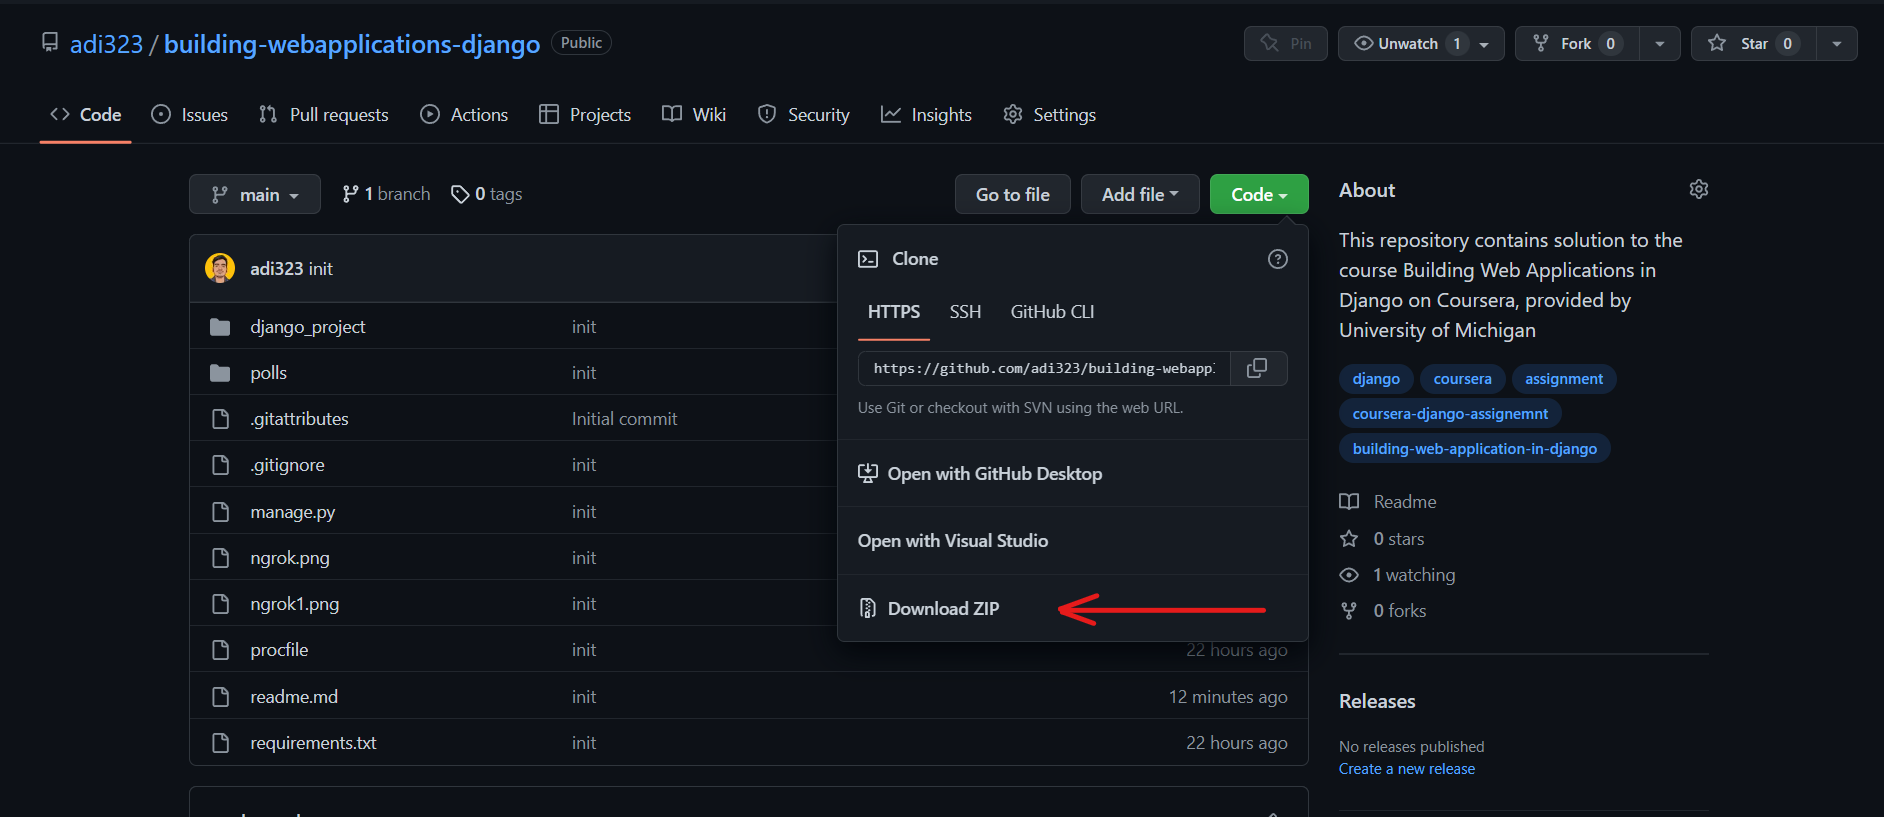 adi323 / building-webapplications-django Public
Pin
Unwatch 1
Fork 0
Star 0
Code Issues Pull requests Actions Projects Wiki Security Insights Settings
main 1 branch 0 tags Go to file Add file Code
adi323 init
django_project init
polls init
.gitattributes Initial commit
.gitignore init
manage.py init
ngrok.png init
ngrok1.png init
procfile init 22 hours ago
readme.md init 12 minutes ago
requirements.txt init 22 hours ago
Clone
HTTPS SSH GitHub CLI
https://github.com/adi323/building-webapp
Use Git or checkout with SVN using the web URL.
Open with GitHub Desktop
Open with Visual Studio
Download ZIP
About
This repository contains solution to the
course Building Web Applications in
Django on Coursera, provided by
University of Michigan
django coursera assignment
coursera-django-assignemnt
building-web-application-in-django
Readme
0 stars
1 watching
0 forks
Releases
No releases published
Create a new release